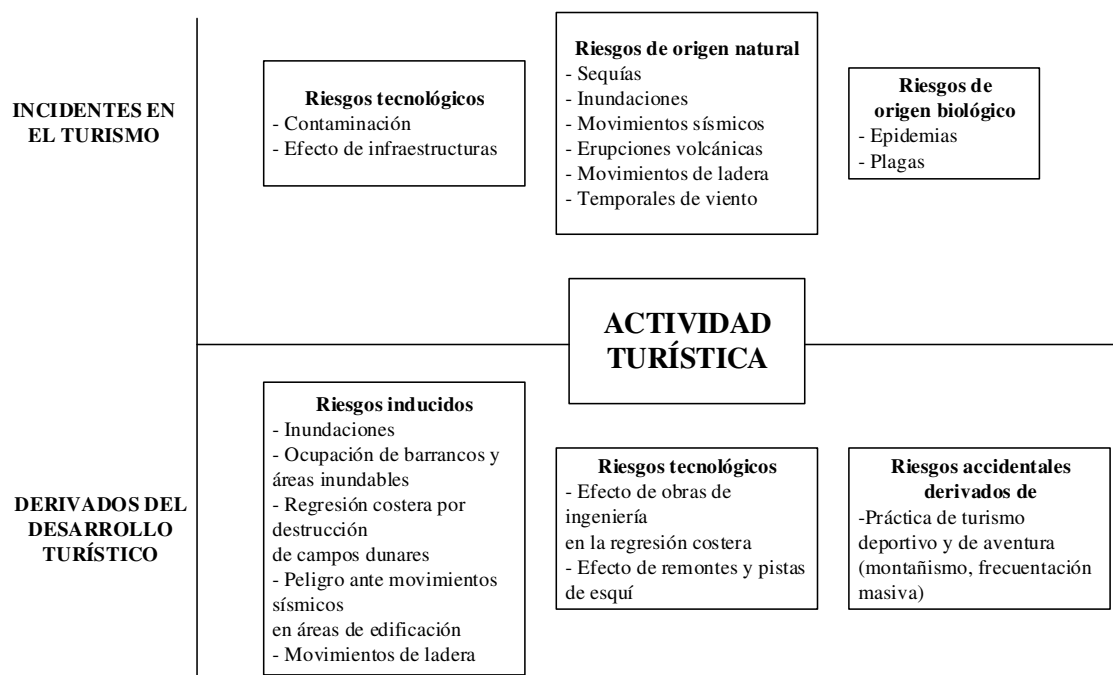 INCIDENTES EN
EL TURISMO
Riesgos tecnológicos
- Contaminación
- Efecto de infraestructuras
Riesgos de origen natural
- Sequías
- Inundaciones
- Movimientos sísmicos
- Erupciones volcánicas
- Movimientos de ladera
- Temporales de viento
Riesgos de
origen biológico
- Epidemias
- Plagas
ACTIVIDAD
TURÍSTICA
DERIVADOS DEL
DESARROLLO
TURÍSTICO
Riesgos inducidos
- Inundaciones
- Ocupación de barrancos y
áreas inundables
- Regresión costera por
destrucción
de campos dunares
- Peligro ante movimientos
sísmicos
en áreas de edificación
- Movimientos de ladera
Riesgos tecnológicos
- Efecto de obras de
ingeniería
en la regresión costera
- Efecto de remontes y pistas
de esquí
Riesgos accidentales
derivados de
-Práctica de turismo
deportivo y de aventura
(montañismo, frecuentación
masiva)